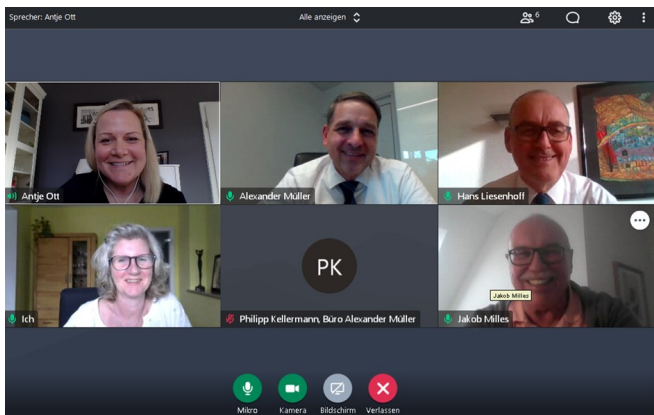 Sprecher: Antje Ott
Alle anzeigen
6
Antje Ott
Alexander Müller
Hans Liesenhoff
Ich
PK
Philipp Kellermann, Büro Alexander Müller
Jakob Milles
Jakob Milles
Mikro
Kamera
Bildschirm
Verlassen